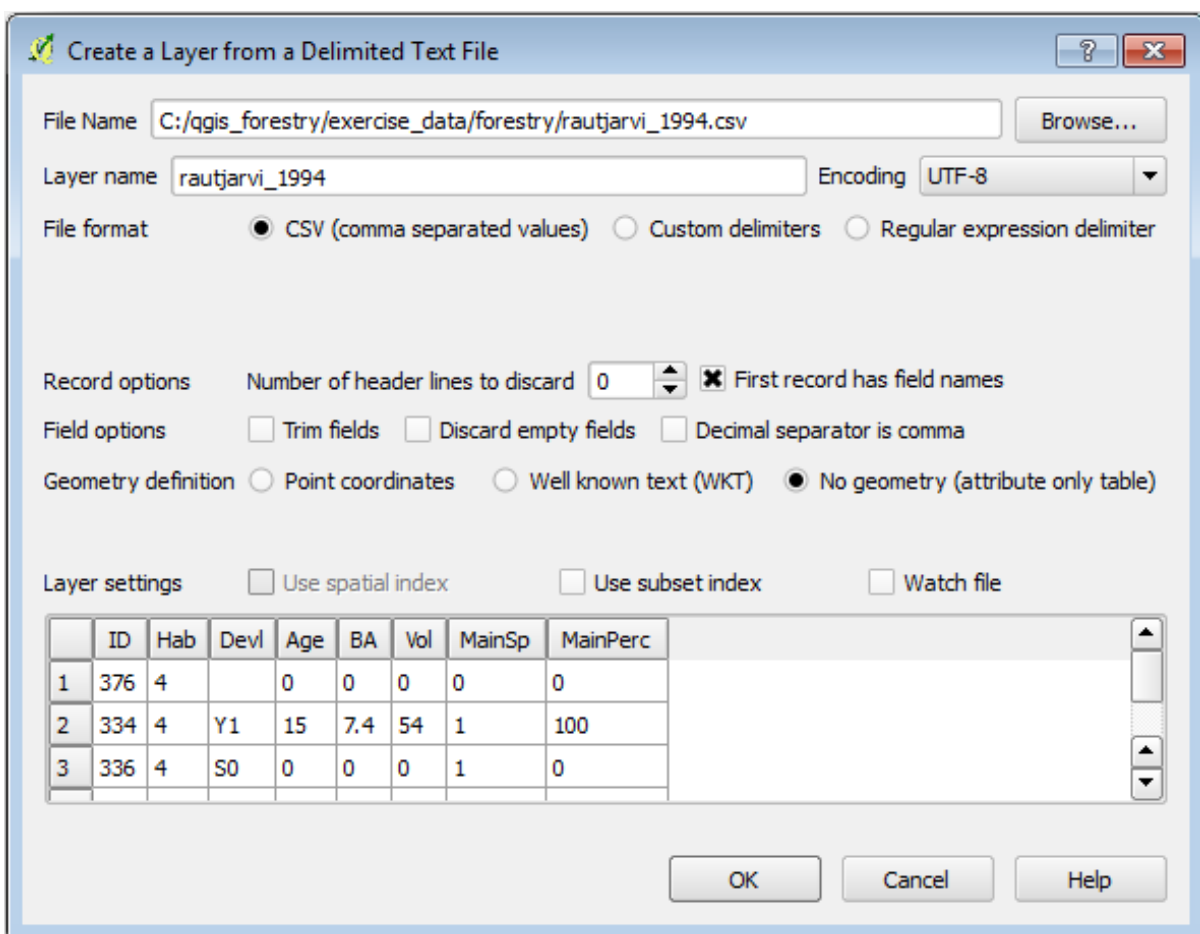 Create a Layer from a Delimited Text File
File Name C:/qgis_forestry/exercise_data/forestry/rautjarvi_1994.csv Browse...
Layer name rautjarvi_1994 Encoding UTF-8
File format CSV (comma separated values) Custom delimiters Regular expression delimiter
Record options Number of header lines to discard 0 First record has field names
Field options Trim fields Discard empty fields Decimal separator is comma
Geometry definition Point coordinates Well known text (WKT) No geometry (attribute only table)
Layer settings Use spatial index Use subset index Watch file
ID Hab Devl Age BA Vol MainSp MainPerc
1 376 4 0 0 0 0 0
2 334 4 Y1 15 7.4 54 1 100
3 336 4 S0 0 0 0 1 0
OK Cancel Help